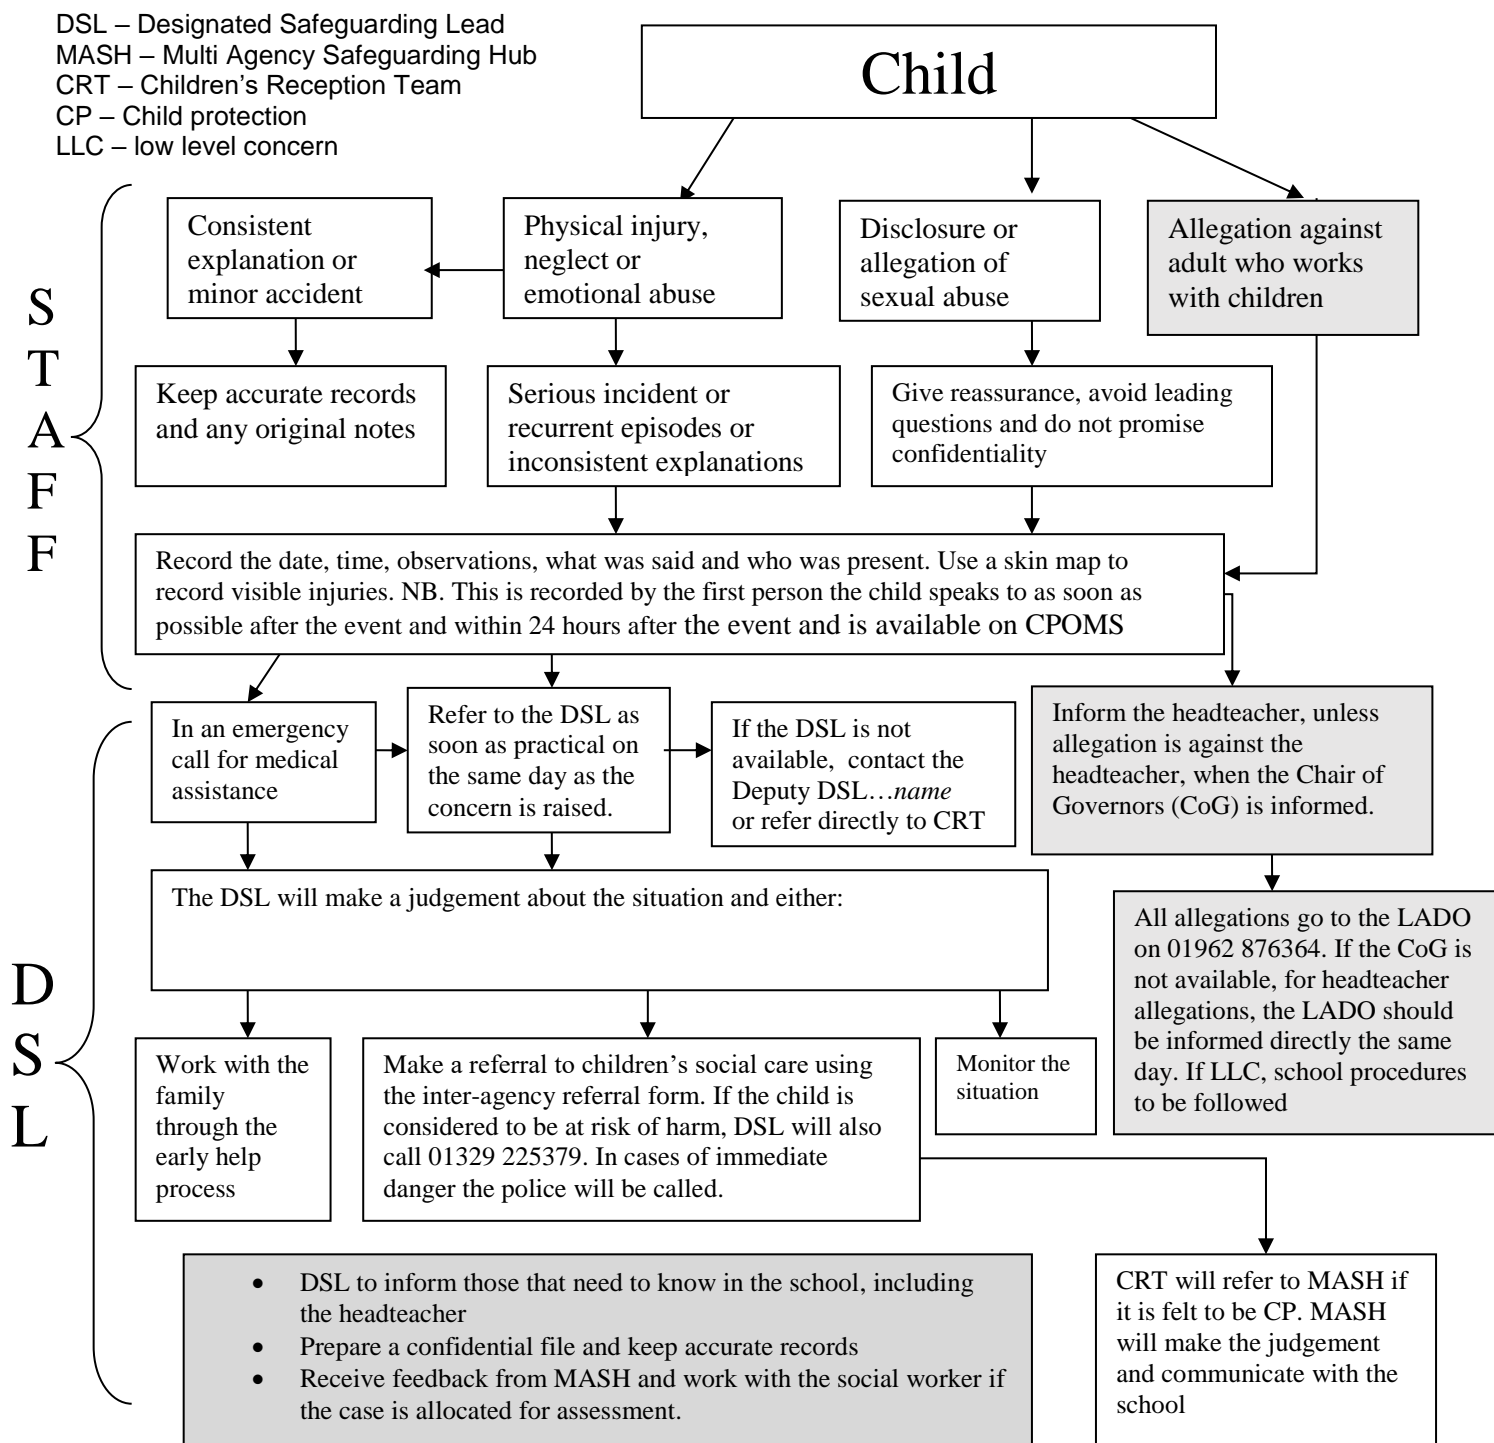 DSL – Designated Safeguarding Lead
MASH – Multi Agency Safeguarding Hub
CRT – Children's Reception Team
CP – Child protection
LLC – low level concern
Child
S
T
A
F
F
Consistent
explanation or
minor accident
Physical injury,
neglect or
emotional abuse
Disclosure or
allegation of
sexual abuse
Allegation against
adult who works
with children
Keep accurate records
and any original notes
Serious incident or
recurrent episodes or
inconsistent explanations
Give reassurance, avoid leading
questions and do not promise
confidentiality
Record the date, time, observations, what was said and who was present. Use a skin map to
record visible injuries. NB. This is recorded by the first person the child speaks to as soon as
possible after the event and within 24 hours after the event and is available on CPOMS
D
S
L
In an emergency
call for medical
assistance
Refer to the DSL as
soon as practical on
the same day as the
concern is raised.
If the DSL is not
available, contact the
Deputy DSL…name
or refer directly to CRT
Inform the headteacher, unless
allegation is against the
headteacher, when the Chair of
Governors (CoG) is informed.
The DSL will make a judgement about the situation and either:
All allegations go to the LADO
on 01962 876364. If the CoG is
not available, for headteacher
allegations, the LADO should
be informed directly the same
day. If LLC, school procedures
to be followed
Work with the
family
through the
early help
process
Make a referral to children's social care using
the inter-agency referral form. If the child is
considered to be at risk of harm, DSL will also
call 01329 225379. In cases of immediate
danger the police will be called.
Monitor the
situation
• DSL to inform those that need to know in the school, including
the headteacher
• Prepare a confidential file and keep accurate records
• Receive feedback from MASH and work with the social worker if
the case is allocated for assessment.
CRT will refer to MASH if
it is felt to be CP. MASH
will make the judgement
and communicate with the
school